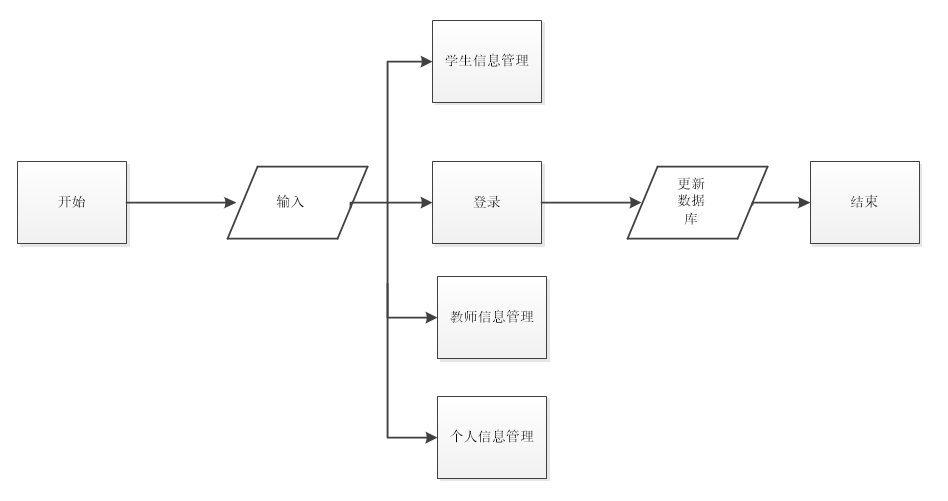 学生信息管理
开始
输入
登录
更新
数据
库
结束
教师信息管理
个人信息管理